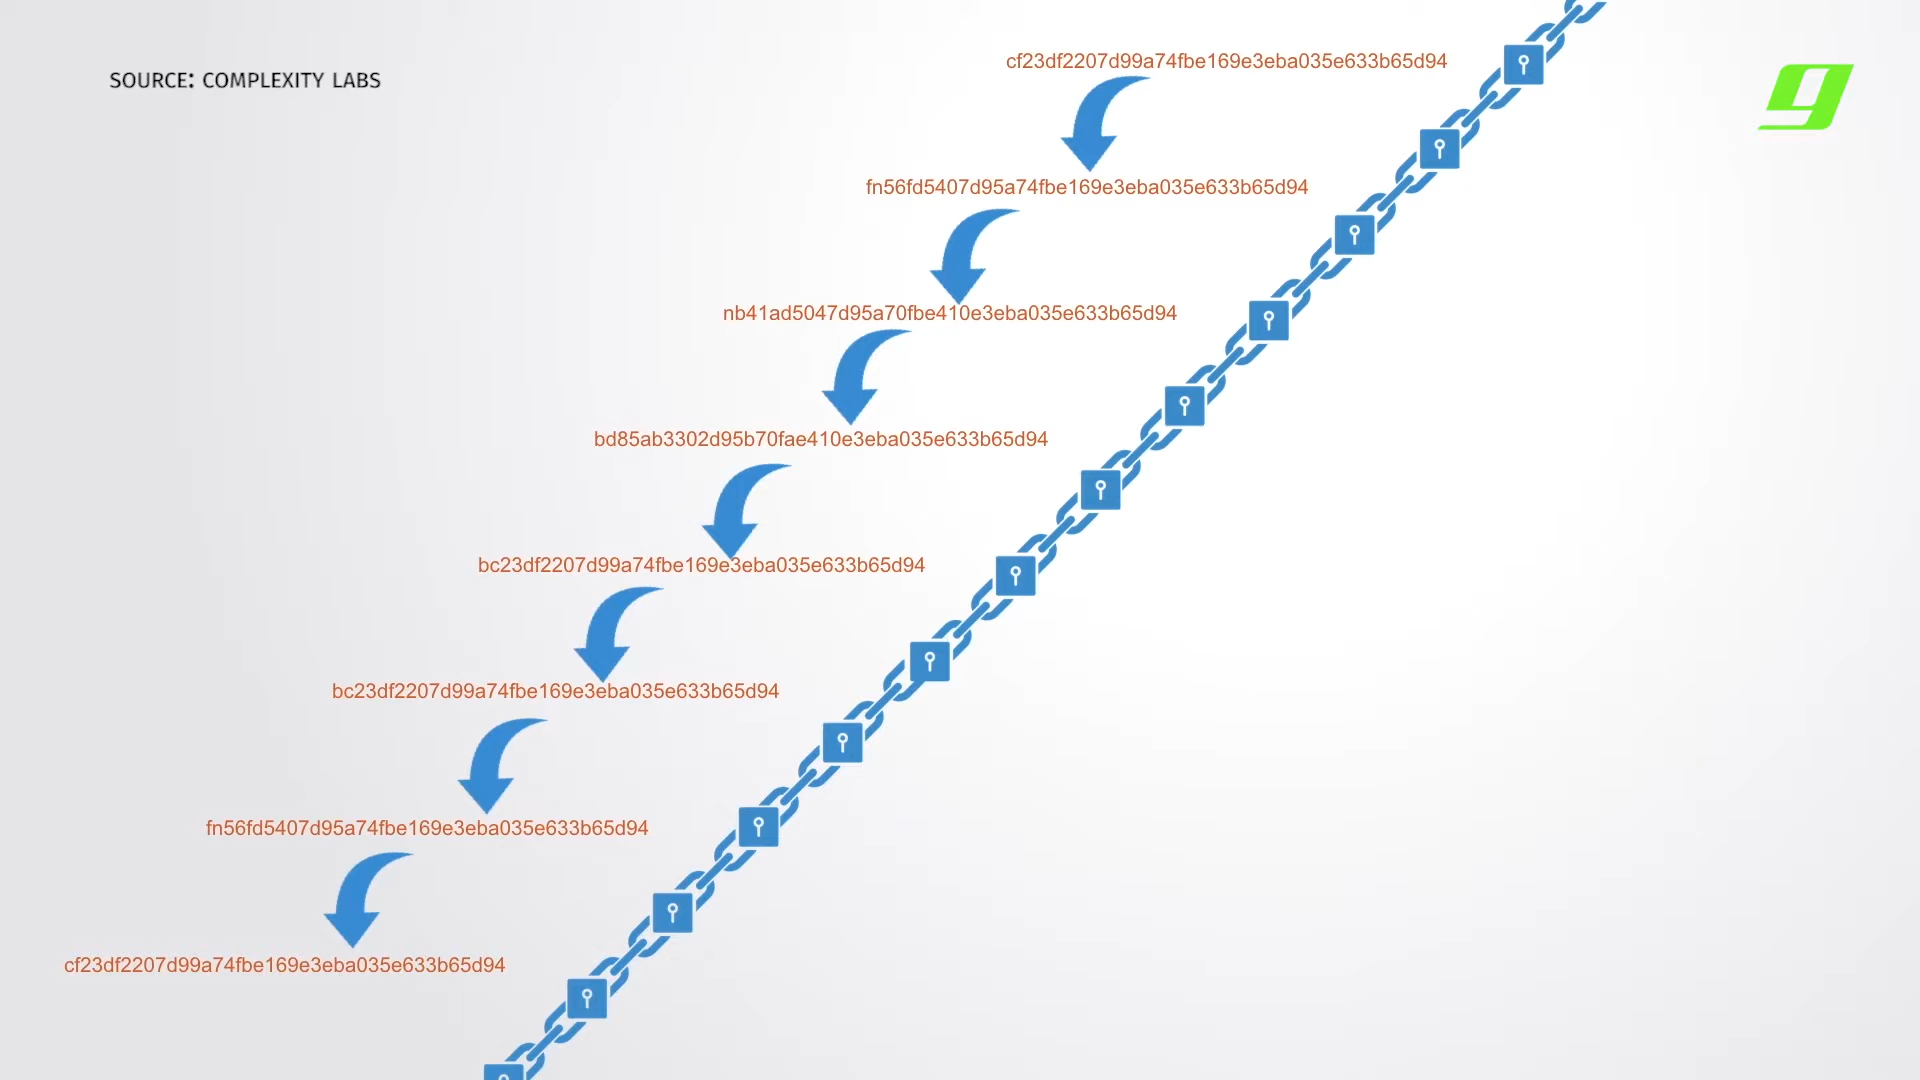 SOURCE: COMPLEXITY LABS
cf23df2207d99a74fbe169e3eba035e633b65d94
fn56fd5407d95a74fbe169e3eba035e633b65d94
nb41ad5047d95a70fbe410e3eba035e633b65d94
bd85ab3302d95b70fae410e3eba035e633b65d94
bc23df2207d99a74fbe169e3eba035e633b65d94
bc23df2207d99a74fbe169e3eba035e633b65d94
fn56fd5407d95a74fbe169e3eba035e633b65d94
cf23df2207d99a74fbe169e3eba035e633b65d94
g